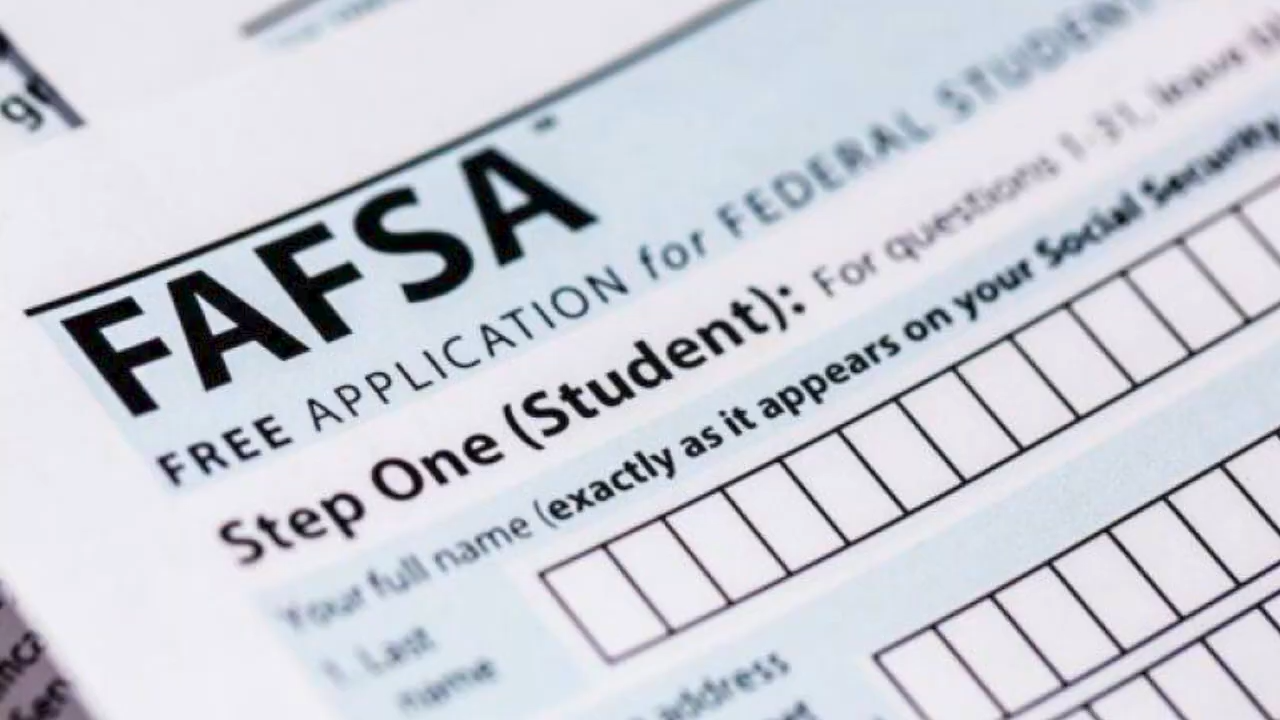 FAFSA
FREE APPLICATION for FEDERAL STUDENT
Step One (Student): For questions 1-31, leave
Your full name (exactly as it appears on your Social Security
1. Last
name
address